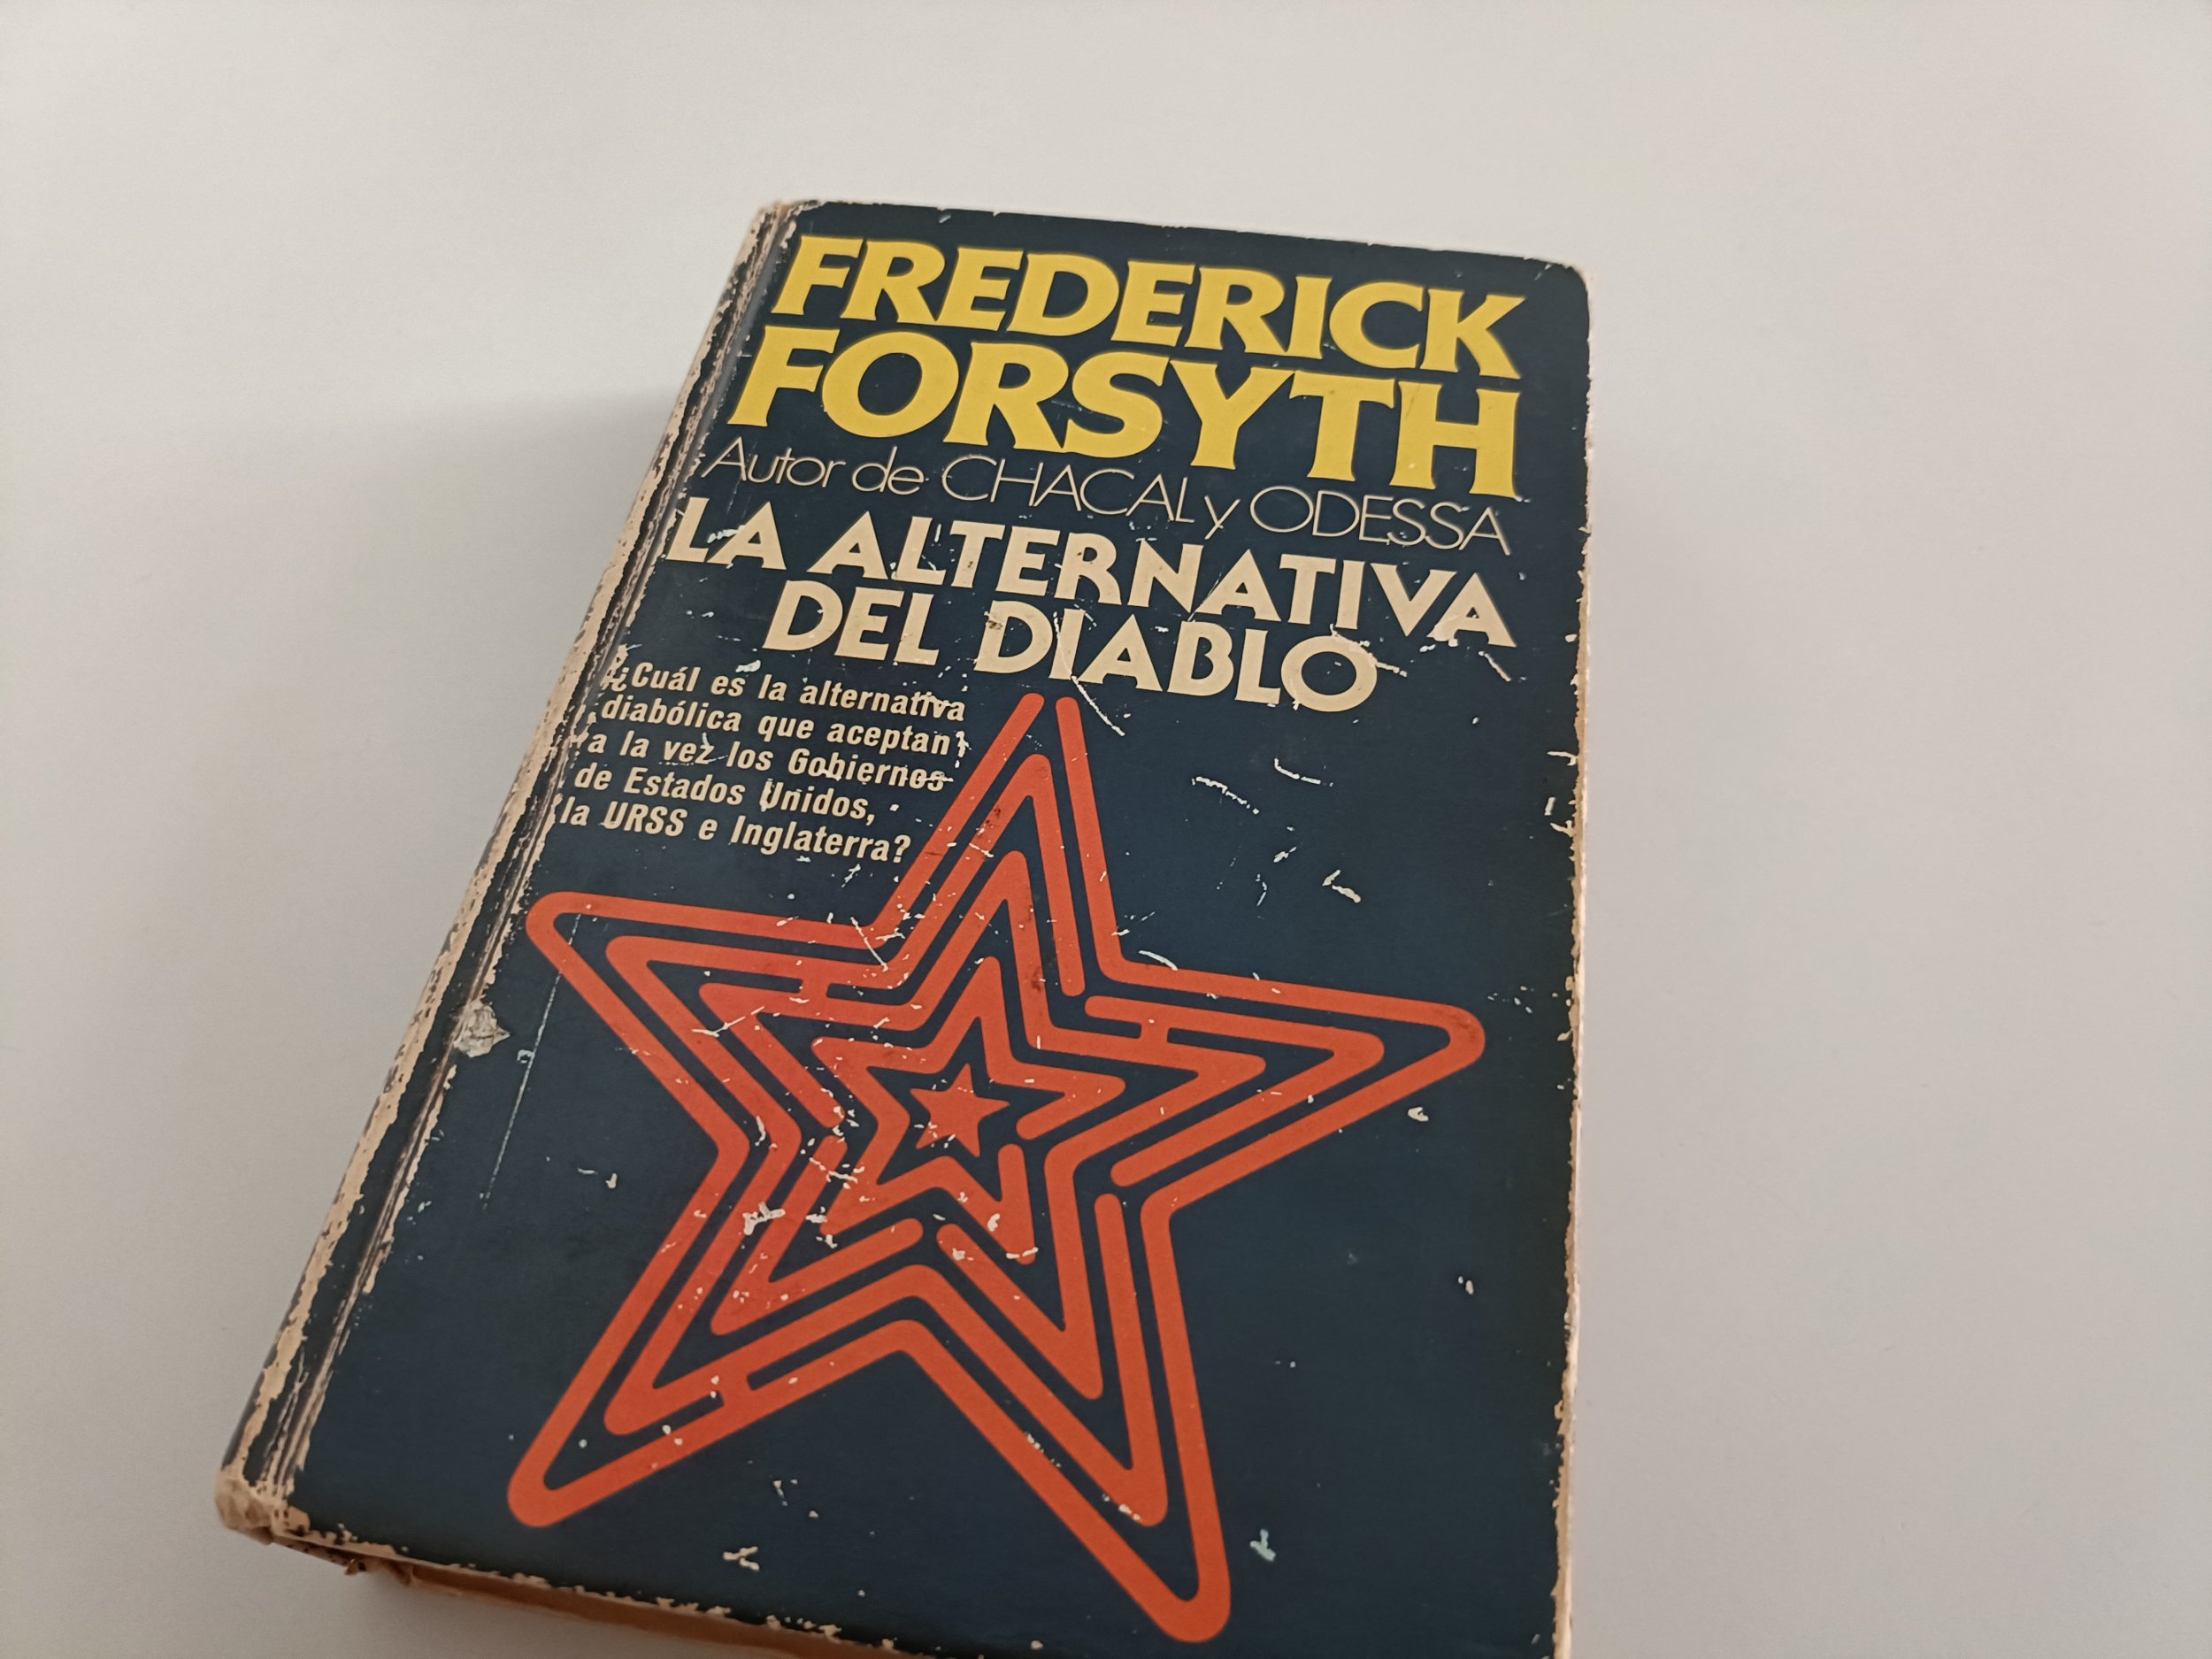 FREDERICK
FORSYTH
Autor de CHACAL y ODESSA
LA ALTERNATIVA
DEL DIABLO
¿Cuál es la alternativa
diabólica que aceptan
a la vez los Gobiernos
de Estados Unidos,
la URSS e Inglaterra?